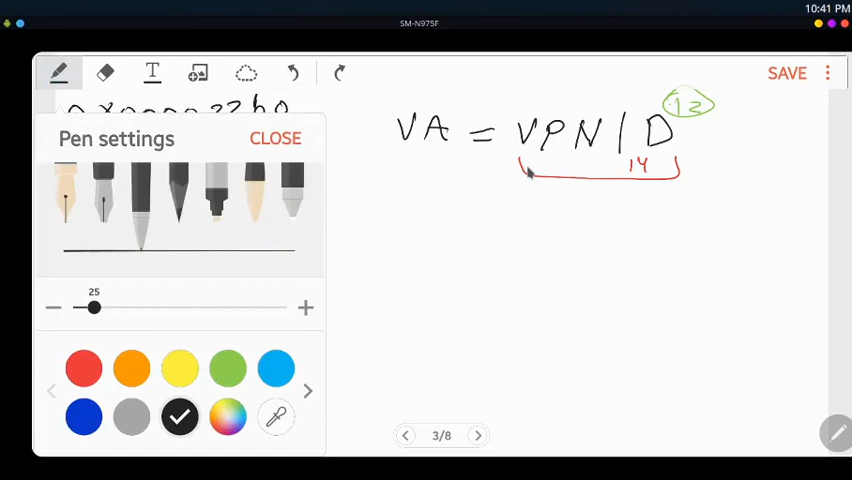 10:41 PM
SM-N975F
T SAVE
Pen settings CLOSE
12
VA = VPN | D
14
25
3/8